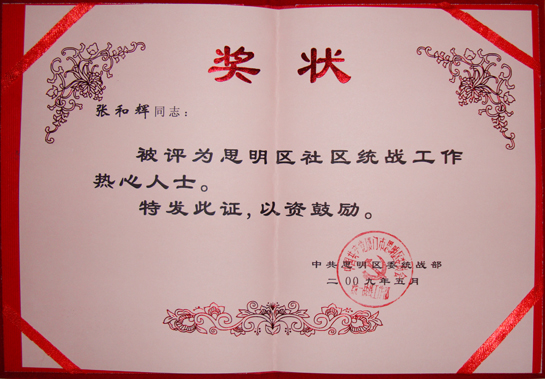 奖状
张和辉同志：
被评为思明区社区统战工作
热心人士。
特发此证，以资鼓励。
中共思明区委统战部
二00九年五月